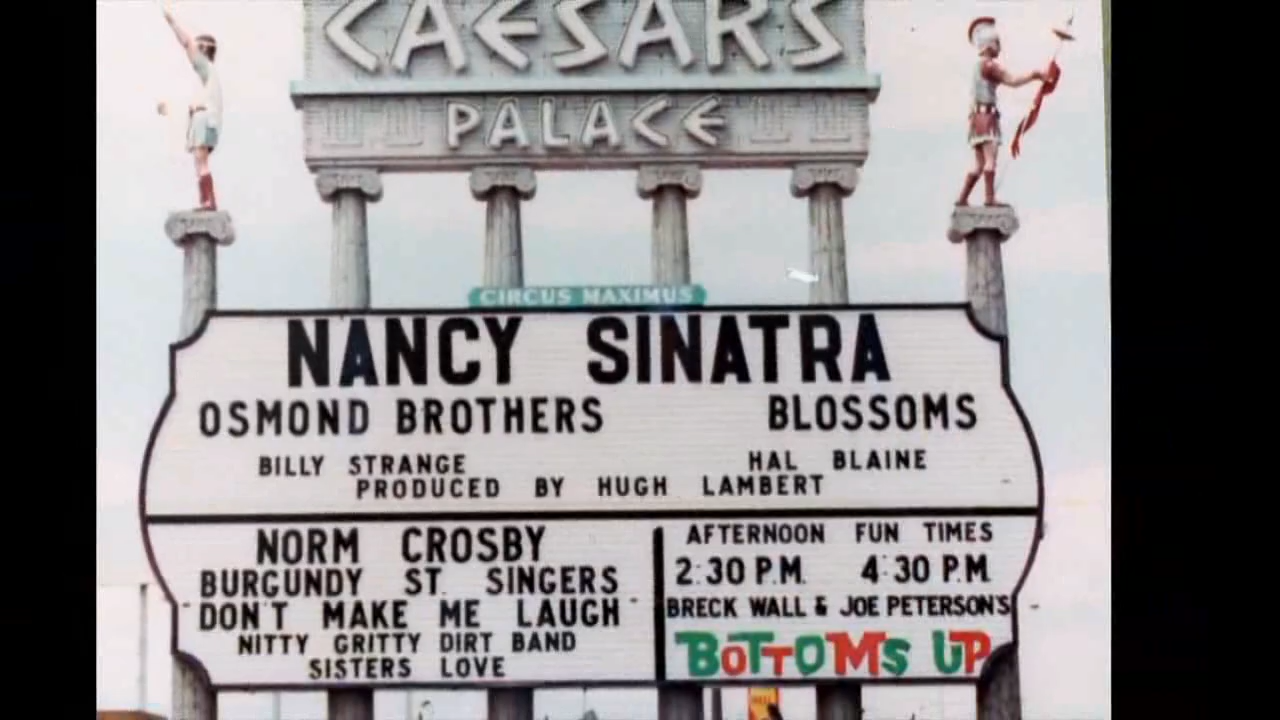 CAESARS
PALACE
CIRCUS MAXIMUS
NANCY SINATRA
OSMOND BROTHERS BLOSSOMS
BILLY STRANGE HAL BLAINE
PRODUCED BY HUGH LAMBERT
NORM CROSBY
BURGUNDY ST. SINGERS
DON'T MAKE ME LAUGH
NITTY GRITTY DIRT BAND
SISTERS LOVE
AFTERNOON FUN TIMES
2:30 P.M. 4:30 P.M.
BRECK WALL & JOE PETERSON'S
BOTTOMS UP